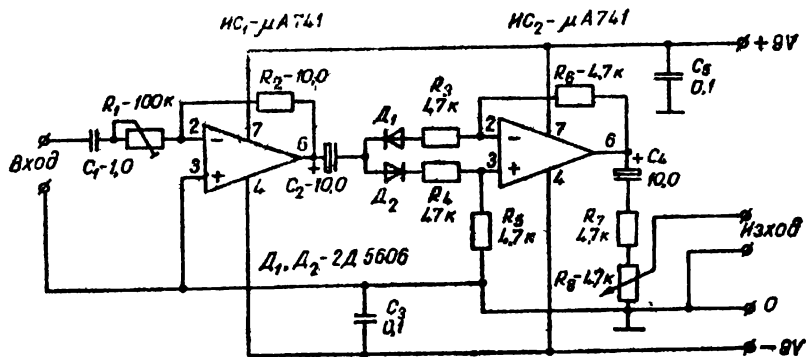 ИС₁-μA741
ИС₂-μA741
+9V
R₁-100к
R₂-10,0
R₃
4,7к
R₆-4,7к
C₅
0,1
Д₁
2
7
6
3
4
Вход
C₁-1,0
+
C₂-10,0
Д₂
R₄
4,7к
2
7
6
3
4
+ C₄
10,0
R₅
4,7к
R₇
4,7к
Изход
Д₁, Д₂-2Д5606
R₈-4,7к
C₃
0,1
0
-9V